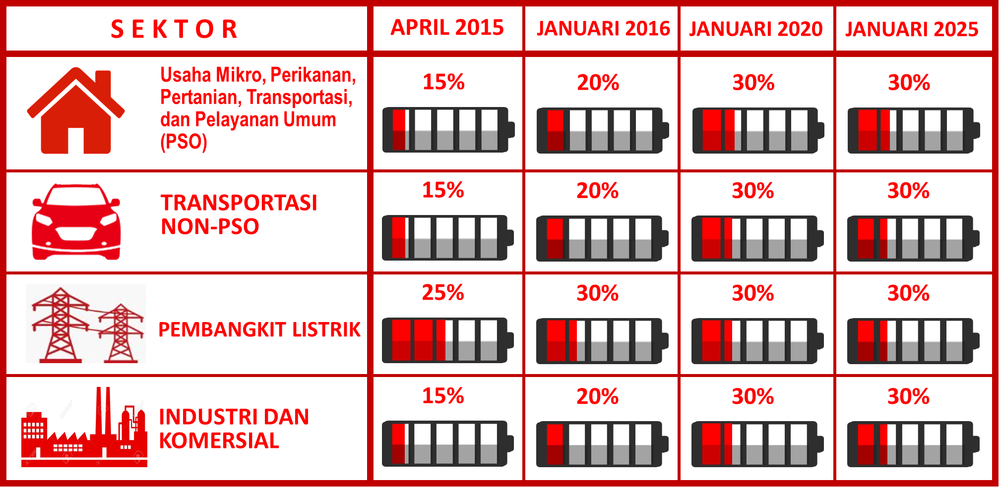 SEKTOR
APRIL 2015
JANUARI 2016
JANUARI 2020
JANUARI 2025
Usaha Mikro, Perikanan,
Pertanian, Transportasi,
dan Pelayanan Umum
(PSO)
15%
20%
30%
30%
TRANSPORTASI
NON-PSO
15%
20%
30%
30%
PEMBANGKIT LISTRIK
25%
30%
30%
30%
INDUSTRI DAN
KOMERSIAL
15%
20%
30%
30%